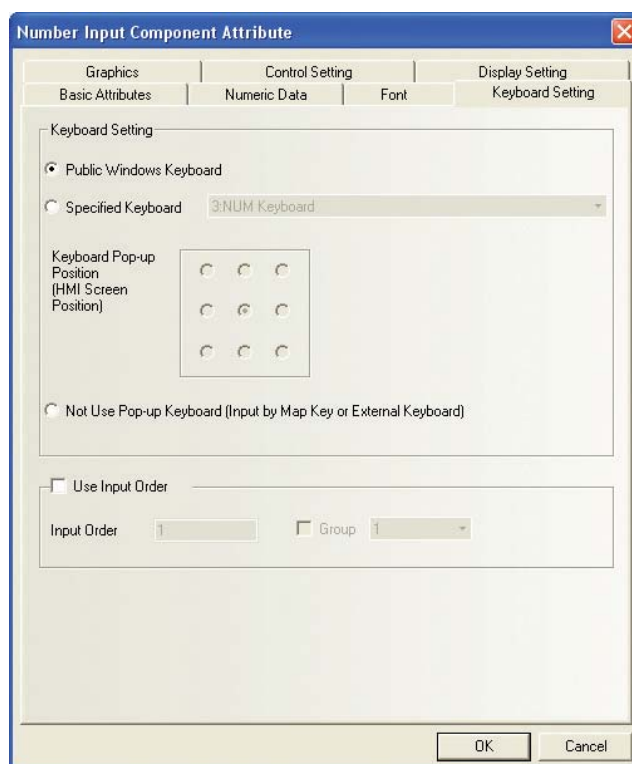 Number Input Component Attribute
Graphics Control Setting Display Setting
Basic Attributes Numeric Data Font Keyboard Setting
Keyboard Setting
Public Windows Keyboard
Specified Keyboard 3:NUM Keyboard
Keyboard Pop-up
Position
(HMI Screen
Position)
Not Use Pop-up Keyboard (Input by Map Key or External Keyboard)
Use Input Order
Input Order 1 Group 1
OK Cancel